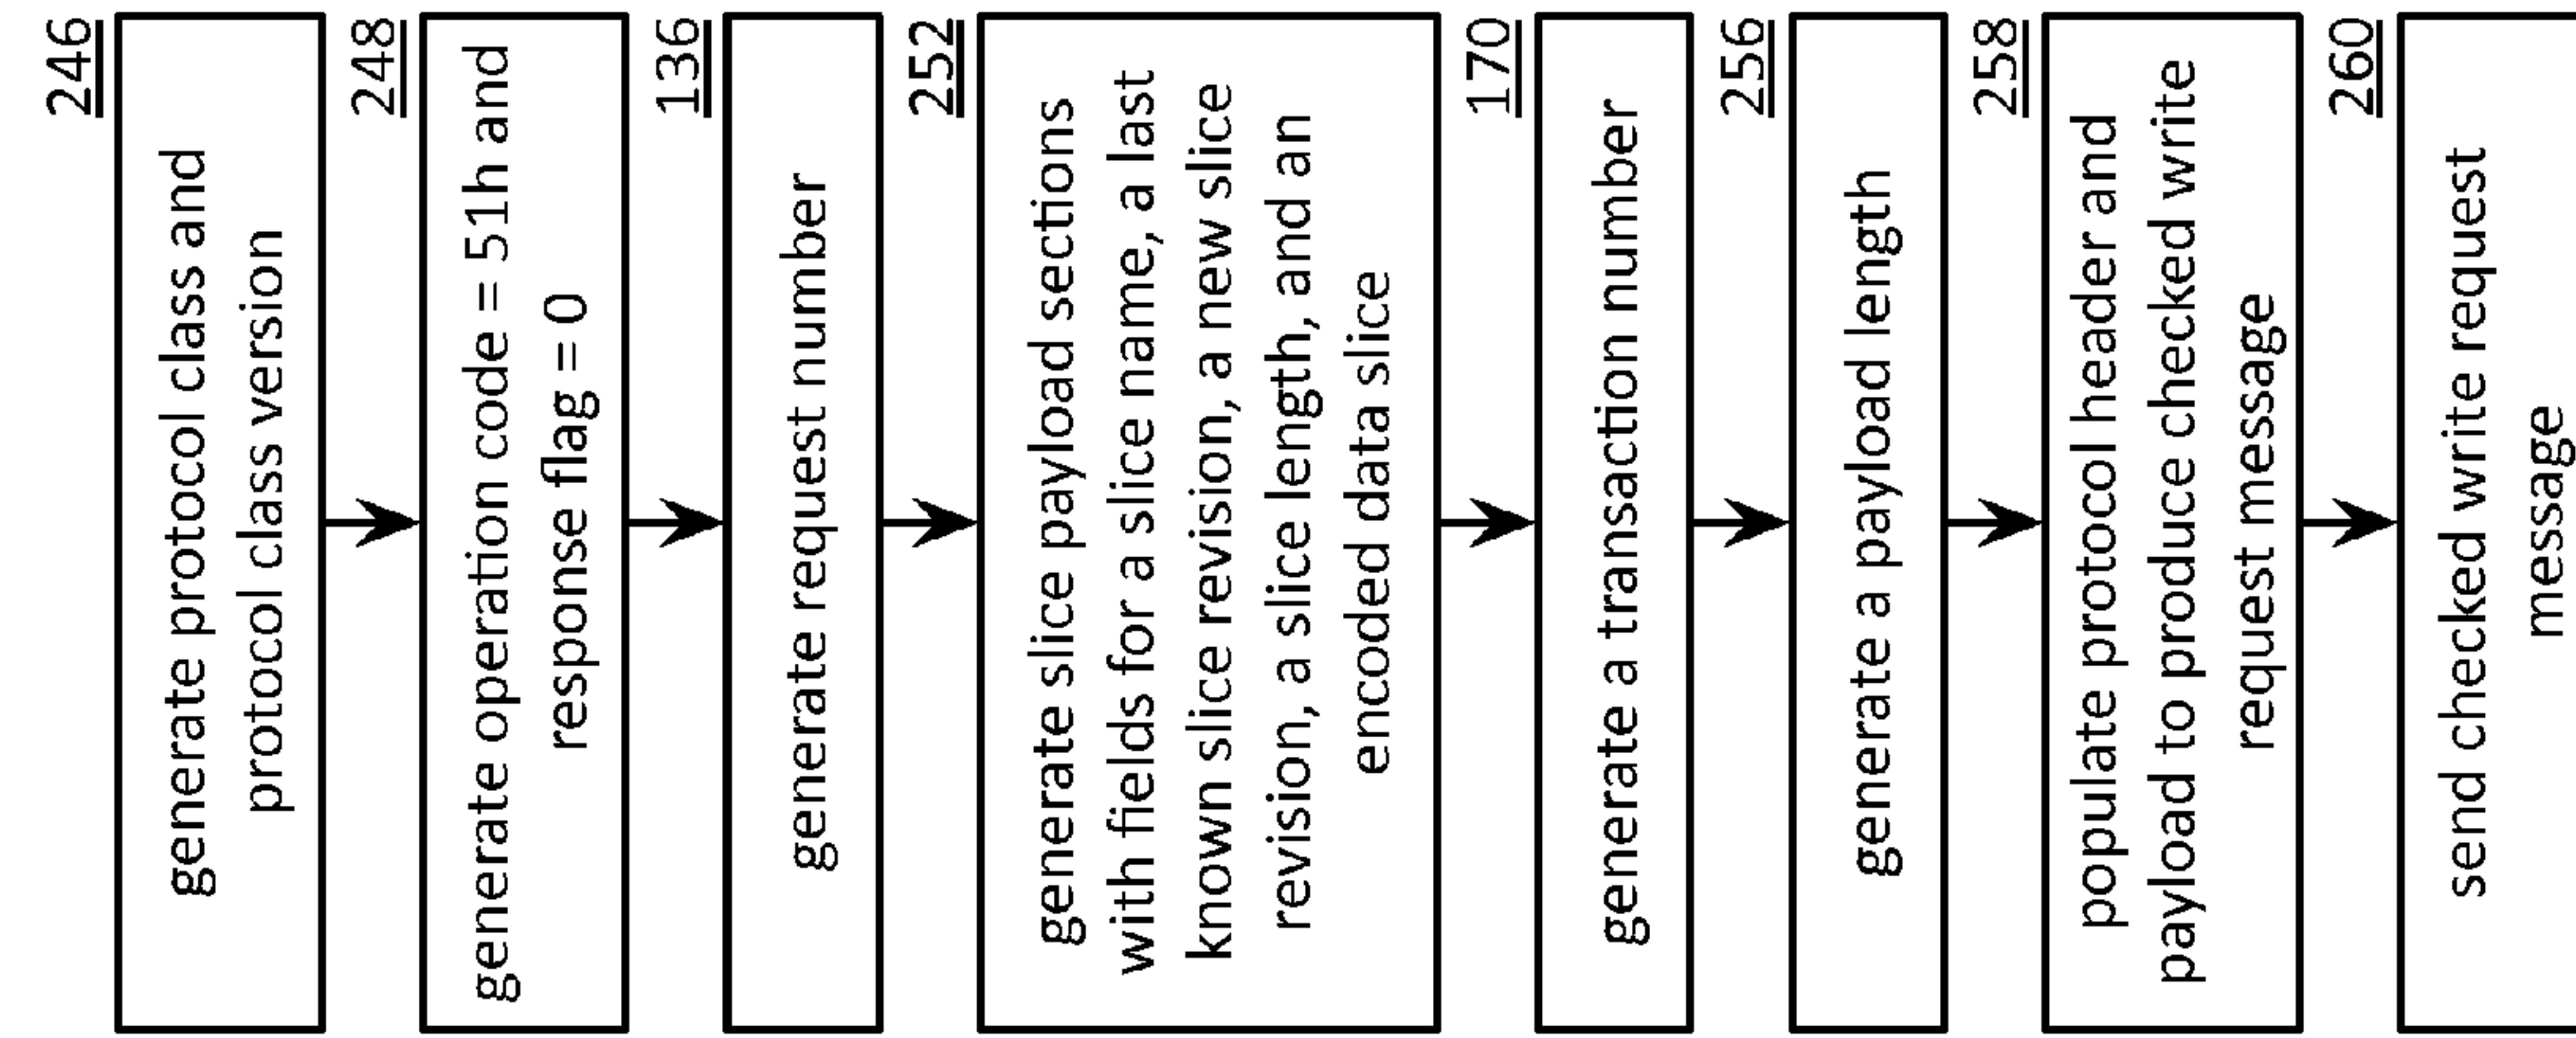 246
generate protocol class and
protocol class version
248
generate operation code = 51h and
response flag = 0
136
generate request number
252
generate slice payload sections
with fields for a slice name, a last
known slice revision, a new slice
revision, a slice length, and an
encoded data slice
170
generate a transaction number
256
generate a payload length
258
populate protocol header and
payload to produce checked write
request message
260
send checked write request
message